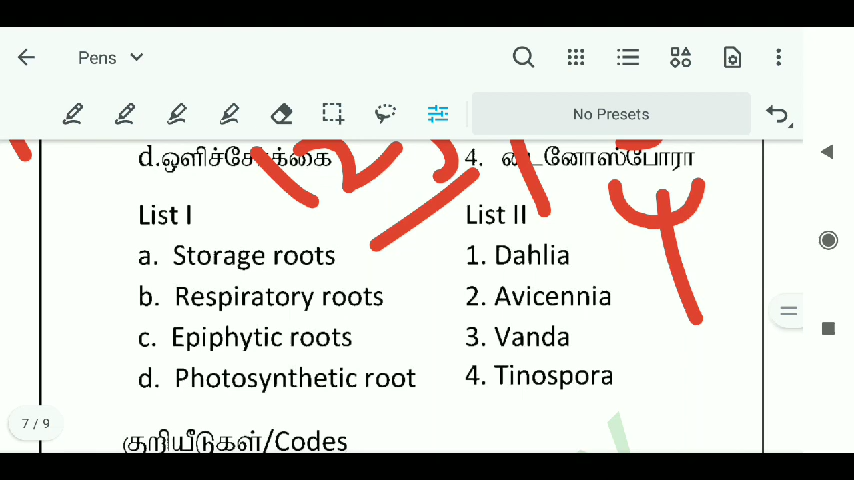 Pens
No Presets
d.ஒளிச்சேர்க்கை 4. டைனோஸ்போரா
List I List II
a. Storage roots 1. Dahlia
b. Respiratory roots 2. Avicennia
c. Epiphytic roots 3. Vanda
d. Photosynthetic root 4. Tinospora
7 / 9
குறியீடுகள்/Codes